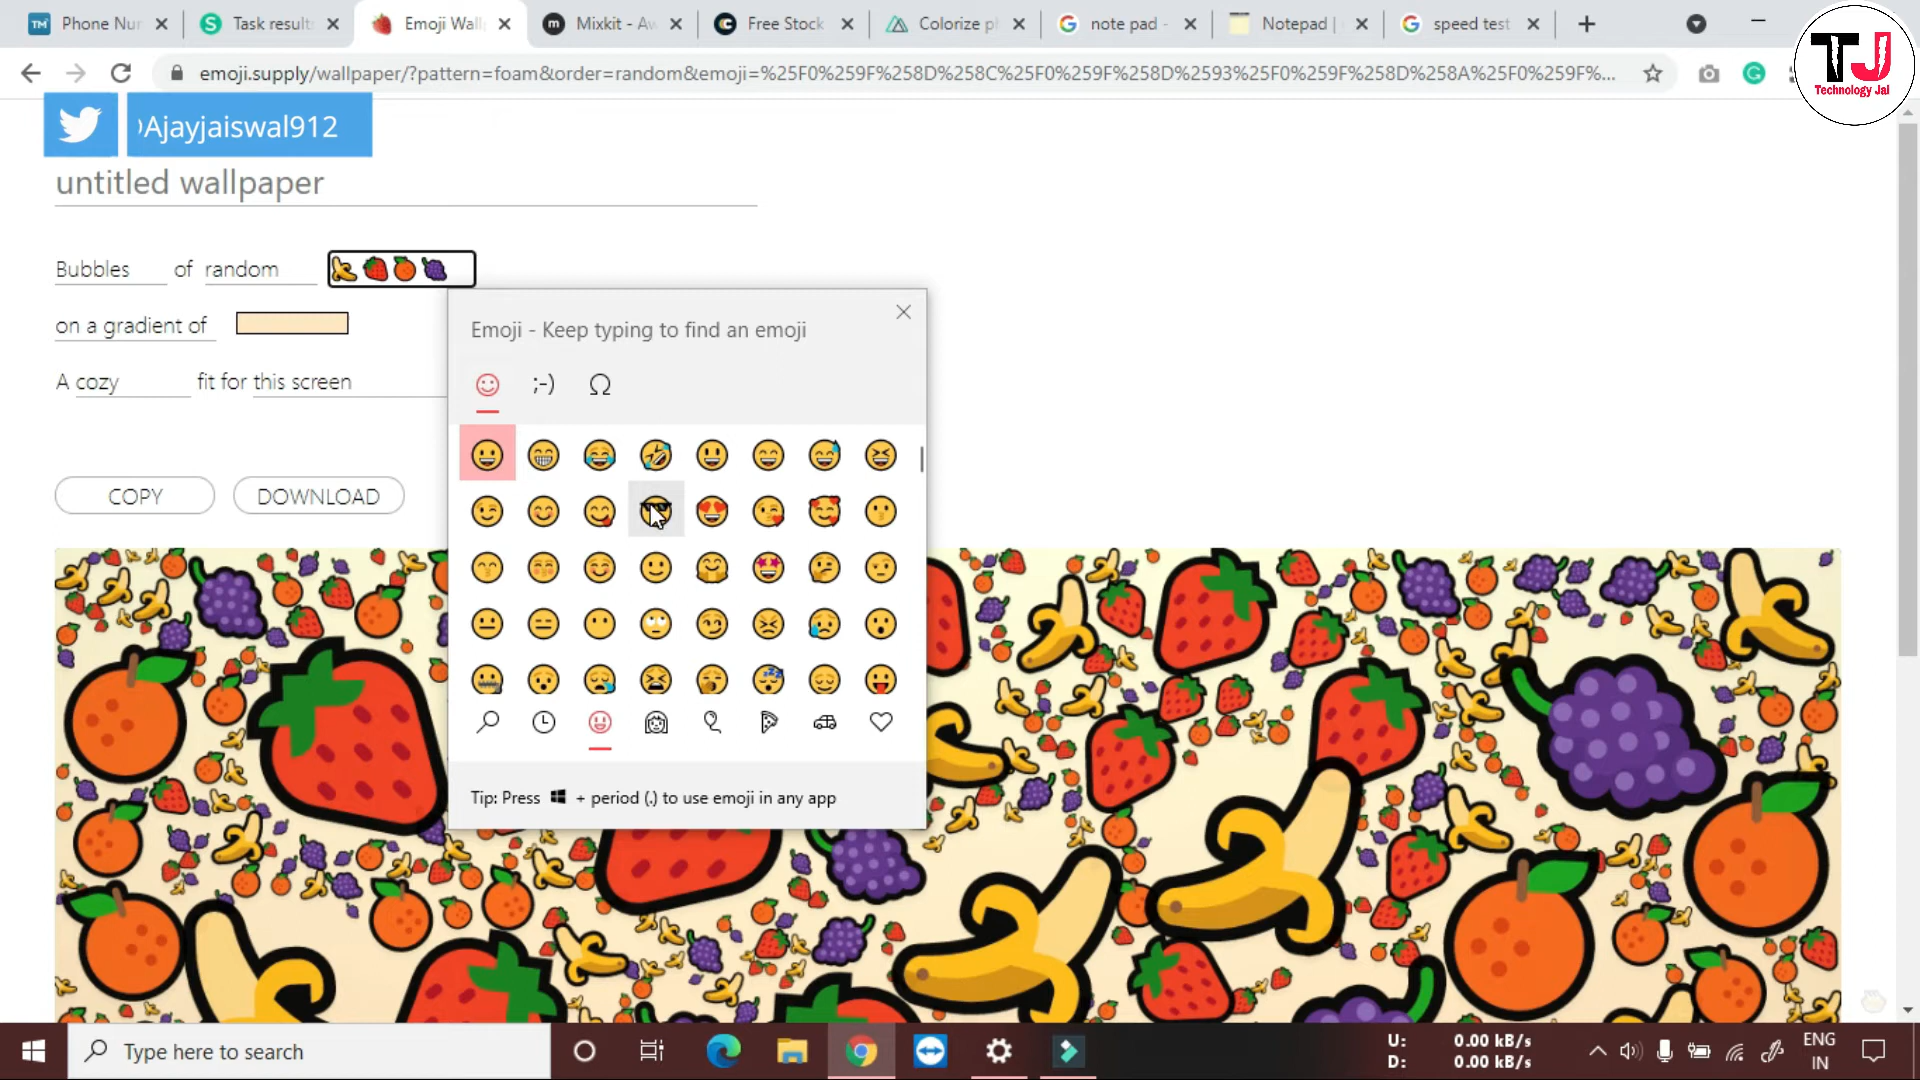 Phone Nur
Task result
Emoji Wall
Mixkit - Aw
Free Stock
Colorize ph
note pad -
Notepad |
speed test
emoji.supply/wallpaper/?pattern=foam&order=random&emoji=%25F0%259F%258D%258C%25F0%259F%258D%2593%25F0%259F%258D%258A%25F0%259F%...
TJ
Technology Jal
Ajayjaiswal912
untitled wallpaper
Bubbles of random
on a gradient of
A cozy fit for this screen
COPY DOWNLOAD
Emoji - Keep typing to find an emoji
;-) Ω
Tip: Press + period (.) to use emoji in any app
Type here to search
U: 0.00 kB/s
D: 0.00 kB/s
ENG
IN